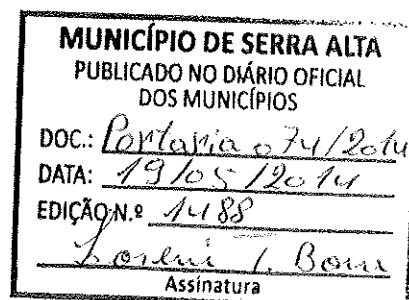 MUNICÍPIO DE SERRA ALTA
PUBLICADO NO DIÁRIO OFICIAL
DOS MUNICÍPIOS
DOC.: Portaria 074/2014
DATA: 19/05/2014
EDIÇÃO N.º 1488
Assinatura